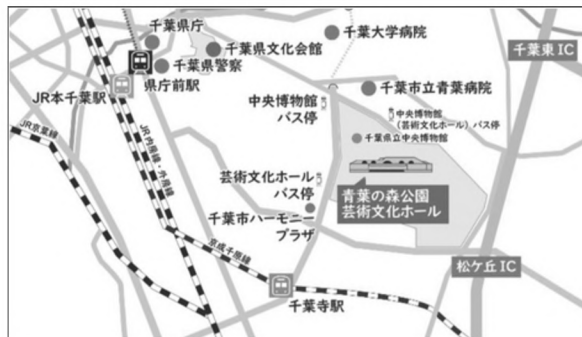 千葉県庁
千葉大学病院
千葉県文化会館
千葉東IC
千葉県警察
県庁前駅
JR本千葉駅
千葉市立青葉病院
中央博物館
バス停
中央博物館
(芸術文化ホール)バス停
千葉県立中央博物館
JR京葉線
JR内房線・外房線
芸術文化ホール
バス停
青葉の森公園
芸術文化ホール
千葉市ハーモニー
プラザ
京成千原線
松ケ丘IC
千葉寺駅